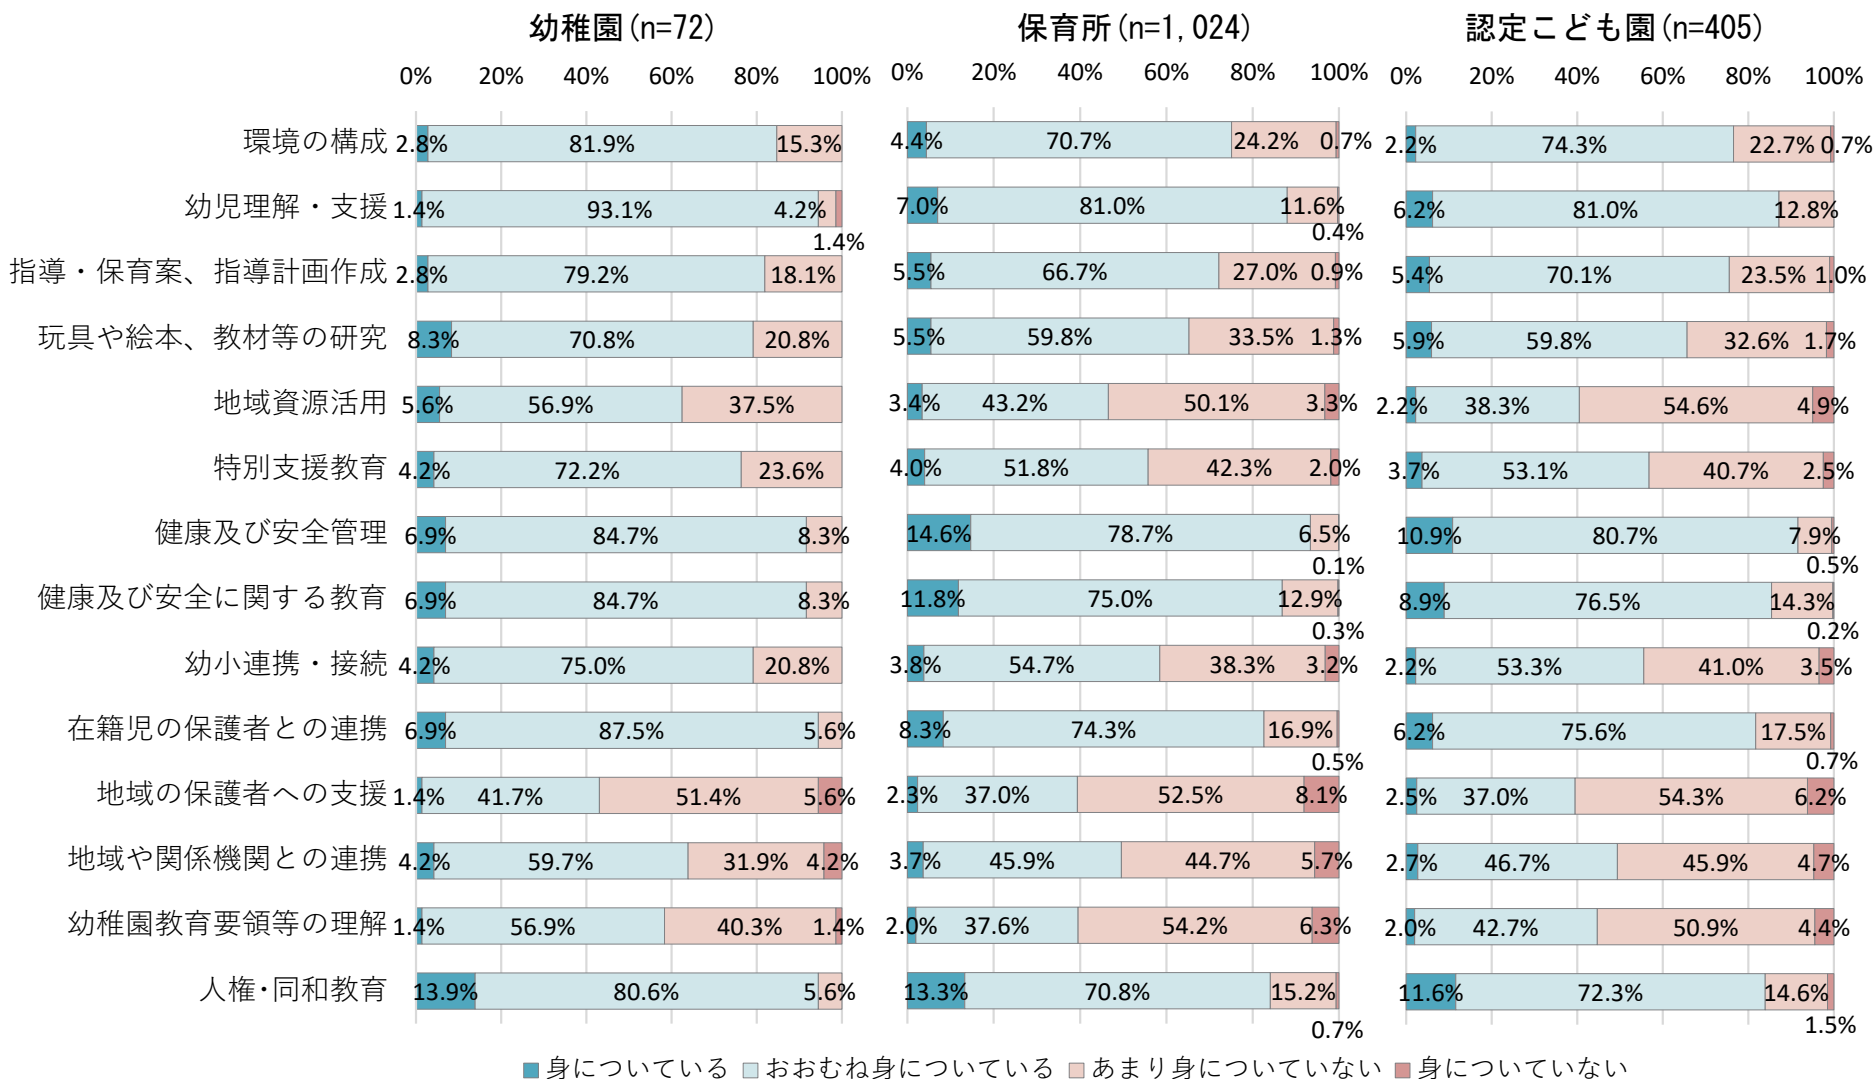 幼稚園(n=72) 保育所(n=1,024) 認定こども園(n=405)
0% 20% 40% 60% 80% 100% 0% 20% 40% 60% 80% 100% 0% 20% 40% 60% 80% 100%
環境の構成 2.8% 81.9% 15.3% 4.4% 70.7% 24.2% 0.7% 2.2% 74.3% 22.7% 0.7%
幼児理解・支援 1.4% 93.1% 4.2% 1.4% 7.0% 81.0% 11.6% 0.4% 6.2% 81.0% 12.8%
指導・保育案、指導計画作成 2.8% 79.2% 18.1% 5.5% 66.7% 27.0% 0.9% 5.4% 70.1% 23.5% 1.0%
玩具や絵本、教材等の研究 8.3% 70.8% 20.8% 5.5% 59.8% 33.5% 1.3% 5.9% 59.8% 32.6% 1.7%
地域資源活用 5.6% 56.9% 37.5% 3.4% 43.2% 50.1% 3.3% 2.2% 38.3% 54.6% 4.9%
特別支援教育 4.2% 72.2% 23.6% 4.0% 51.8% 42.3% 2.0% 3.7% 53.1% 40.7% 2.5%
健康及び安全管理 6.9% 84.7% 8.3% 14.6% 78.7% 6.5% 0.1% 10.9% 80.7% 7.9% 0.5%
健康及び安全に関する教育 6.9% 84.7% 8.3% 11.8% 75.0% 12.9% 0.3% 8.9% 76.5% 14.3% 0.2%
幼小連携・接続 4.2% 75.0% 20.8% 3.8% 54.7% 38.3% 3.2% 2.2% 53.3% 41.0% 3.5%
在籍児の保護者との連携 6.9% 87.5% 5.6% 8.3% 74.3% 16.9% 0.5% 6.2% 75.6% 17.5% 0.7%
地域の保護者への支援 1.4% 41.7% 51.4% 5.6% 2.3% 37.0% 52.5% 8.1% 2.5% 37.0% 54.3% 6.2%
地域や関係機関との連携 4.2% 59.7% 31.9% 4.2% 3.7% 45.9% 44.7% 5.7% 2.7% 46.7% 45.9% 4.7%
幼稚園教育要領等の理解 1.4% 56.9% 40.3% 1.4% 2.0% 37.6% 54.2% 6.3% 2.0% 42.7% 50.9% 4.4%
人権・同和教育 13.9% 80.6% 5.6% 13.3% 70.8% 15.2% 0.7% 11.6% 72.3% 14.6% 1.5%
身についている おおむね身についている あまり身についていない 身についていない